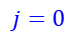 j = 0